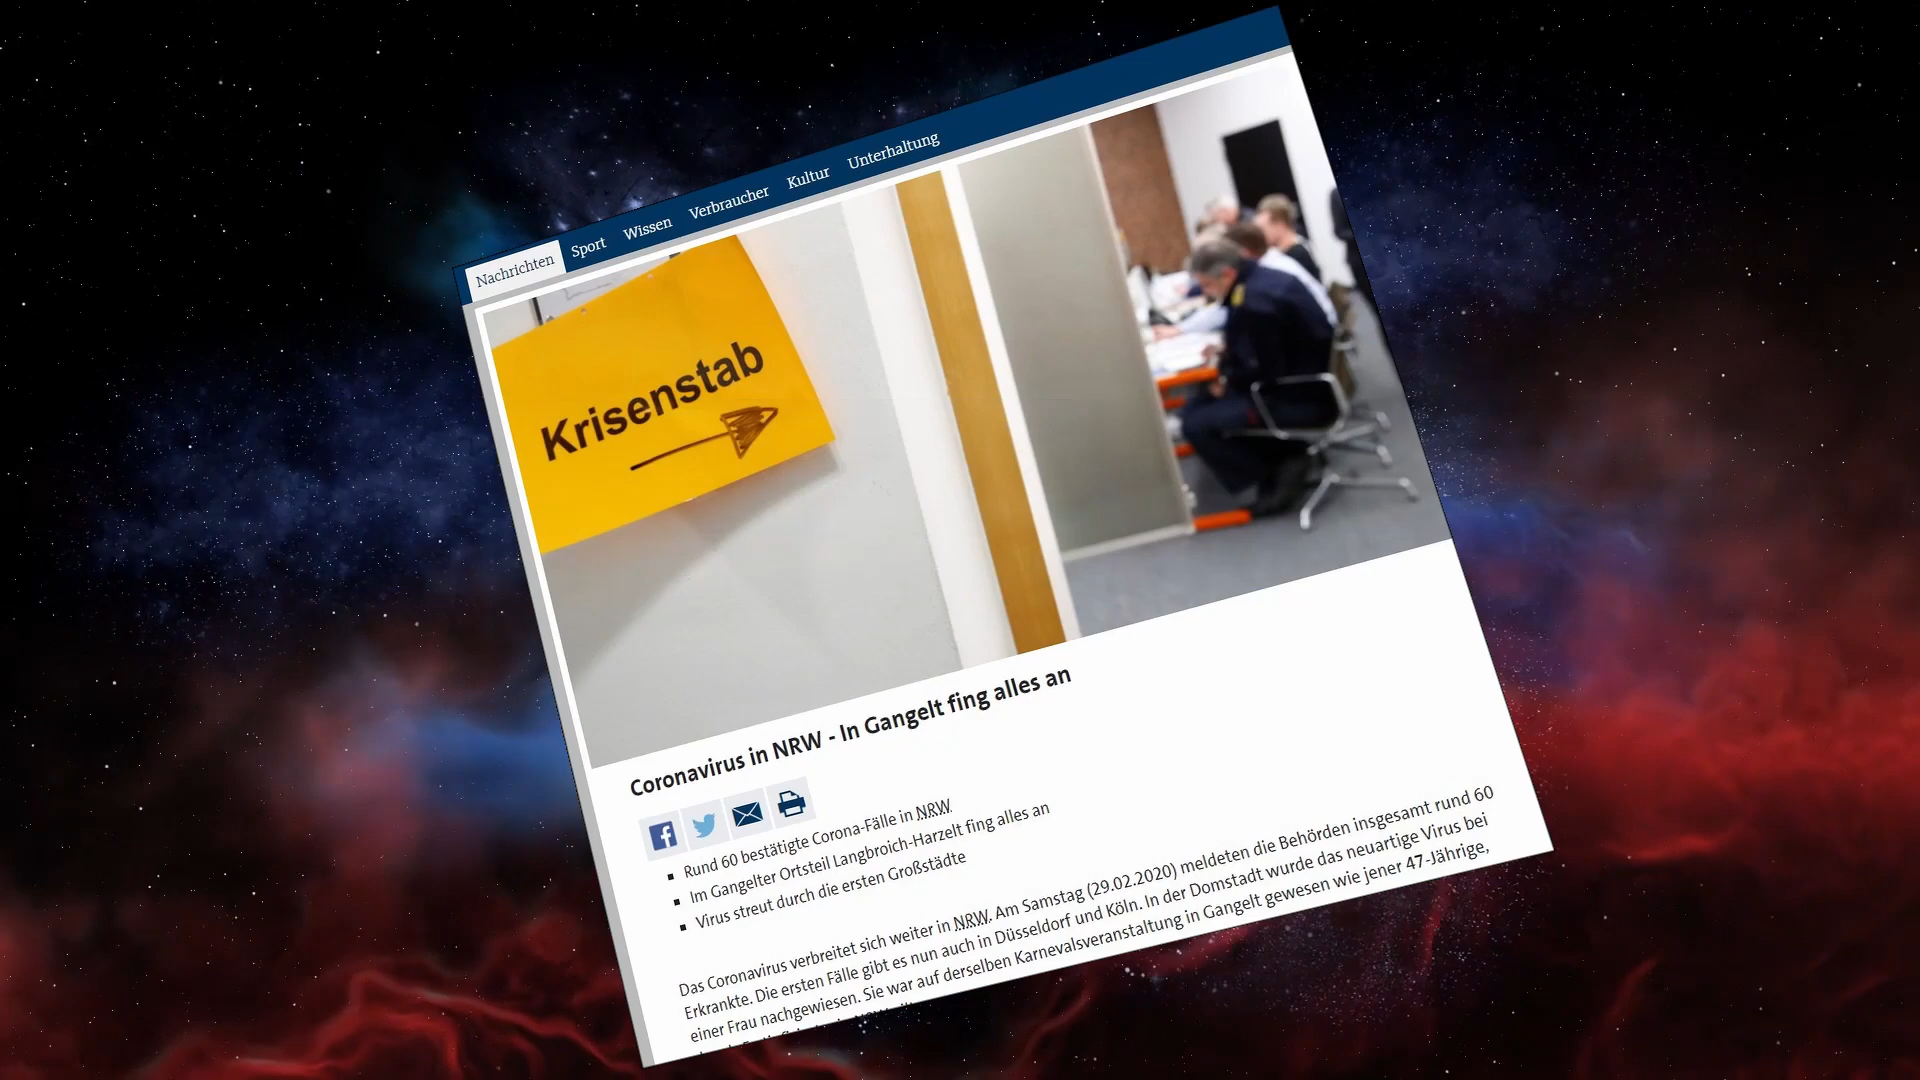 Nachrichten Sport Wissen Verbraucher Kultur Unterhaltung
Krisenstab
Coronavirus in NRW - In Gangelt fing alles an
Rund 60 bestätigte Corona-Fälle in NRW
Im Gangelter Ortsteil Langbroich-Harzelt fing alles an
Virus streut durch die ersten Großstädte
Das Coronavirus verbreitet sich weiter in NRW. Am Samstag (29.02.2020) meldeten die Behörden insgesamt rund 60
Erkrankte. Die ersten Fälle gibt es nun auch in Düsseldorf und Köln. In der Domstadt wurde das neuartige Virus bei
einer Frau nachgewiesen. Sie war auf derselben Karnevalsveranstaltung in Gangelt gewesen wie jener 47-Jährige,